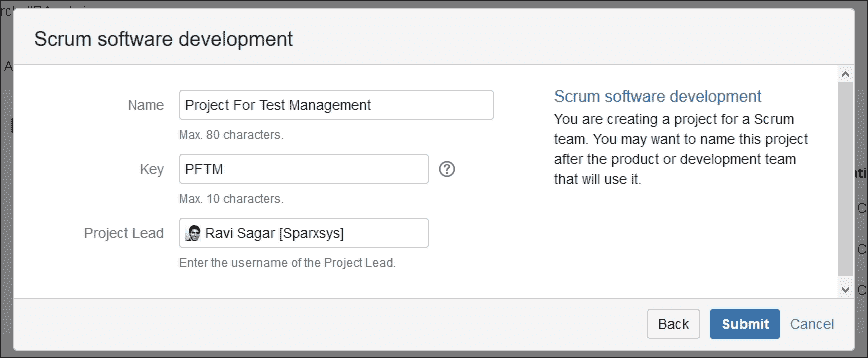 Scrum software development
Name
Project For Test Management
Max. 80 characters.
Key
PFTM
Max. 10 characters.
Project Lead
Ravi Sagar [Sparxsys]
Enter the username of the Project Lead.
Scrum software development
You are creating a project for a Scrum
team. You may want to name this project
after the product or development team
that will use it.
Back
Submit
Cancel